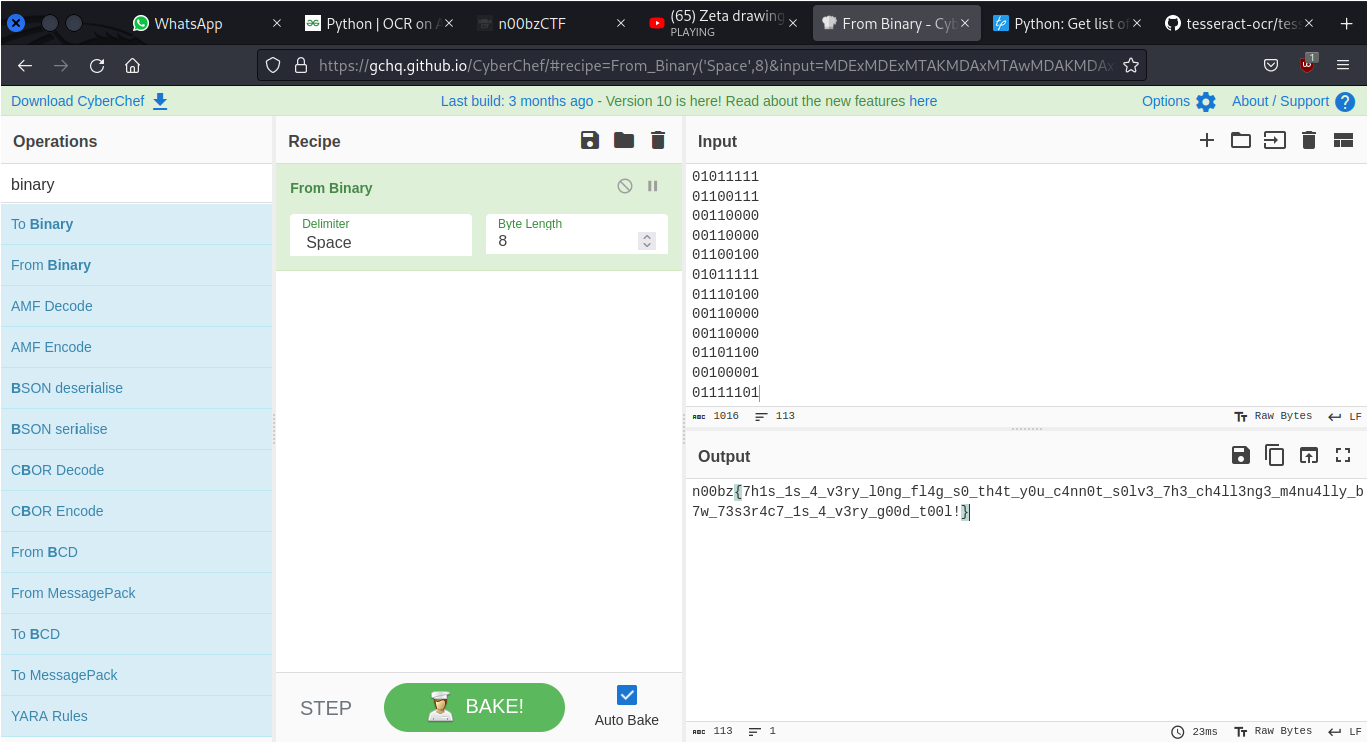 WhatsApp
Python | OCR on A
n00bzCTF
(65) Zeta drawing
PLAYING
From Binary - Cyb
Python: Get list of
tesseract-ocr/tess
https://gchq.github.io/CyberChef/#recipe=From_Binary('Space',8)&input=MDExMDExMTAKMDAxMTAwMDAKMDAx
1
Download CyberChef
Last build: 3 months ago - Version 10 is here! Read about the new features here
Options
About / Support
Operations
Recipe
Input
binary
To Binary
From Binary
AMF Decode
AMF Encode
BSON deserialise
BSON serialise
CBOR Decode
CBOR Encode
From BCD
From MessagePack
To BCD
To MessagePack
YARA Rules
From Binary
Delimiter
Space
Byte Length
8
STEP
BAKE!
Auto Bake
01011111
01100111
00110000
00110000
01100100
01011111
01110100
00110000
00110000
01101100
00100001
01111101
ABC 1016 113 Raw Bytes LF
Output
n00bz{7h1s_1s_4_v3ry_l0ng_fl4g_s0_th4t_y0u_c4nn0t_s0lv3_7h3_ch4ll3ng3_m4nu4lly_b
7w_73s3r4c7_1s_4_v3ry_g00d_t00l!}
ABC 113 1 23ms Raw Bytes LF